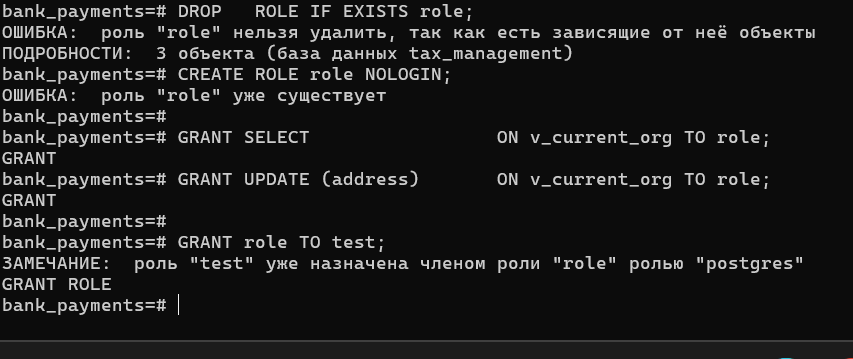 bank_payments=# DROP   ROLE IF EXISTS role;
ОШИБКА:  роль "role" нельзя удалить, так как есть зависящие от неё объекты
ПОДРОБНОСТИ:  3 объекта (база данных tax_management)
bank_payments=# CREATE ROLE role NOLOGIN;
ОШИБКА:  роль "role" уже существует
bank_payments=#
bank_payments=# GRANT SELECT                 ON v_current_org TO role;
GRANT
bank_payments=# GRANT UPDATE (address)       ON v_current_org TO role;
GRANT
bank_payments=#
bank_payments=# GRANT role TO test;
ЗАМЕЧАНИЕ:  роль "test" уже назначена членом роли "role" ролью "postgres"
GRANT ROLE
bank_payments=#